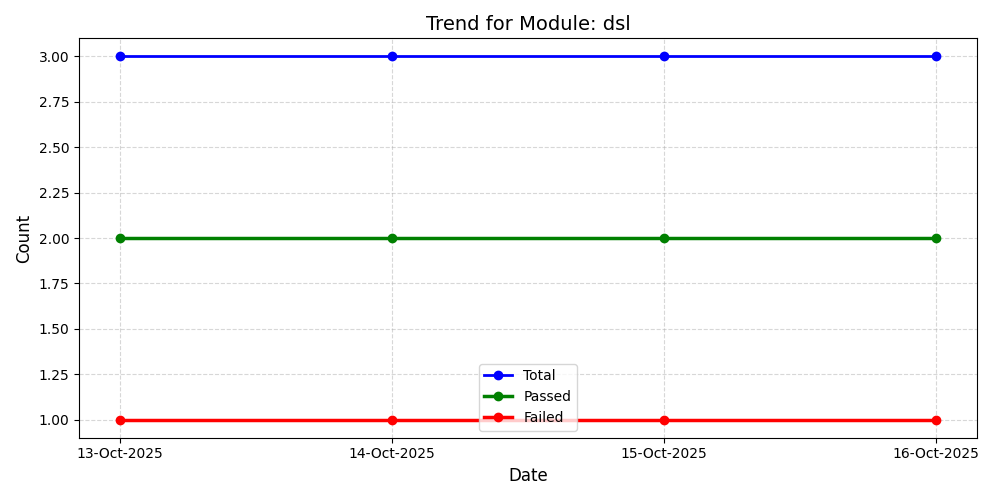 Trend for Module: dsl
Count
3.00
2.75
2.50
2.25
2.00
1.75
1.50
1.25
1.00
Total
Passed
Failed
13-Oct-2025
14-Oct-2025
15-Oct-2025
16-Oct-2025
Date